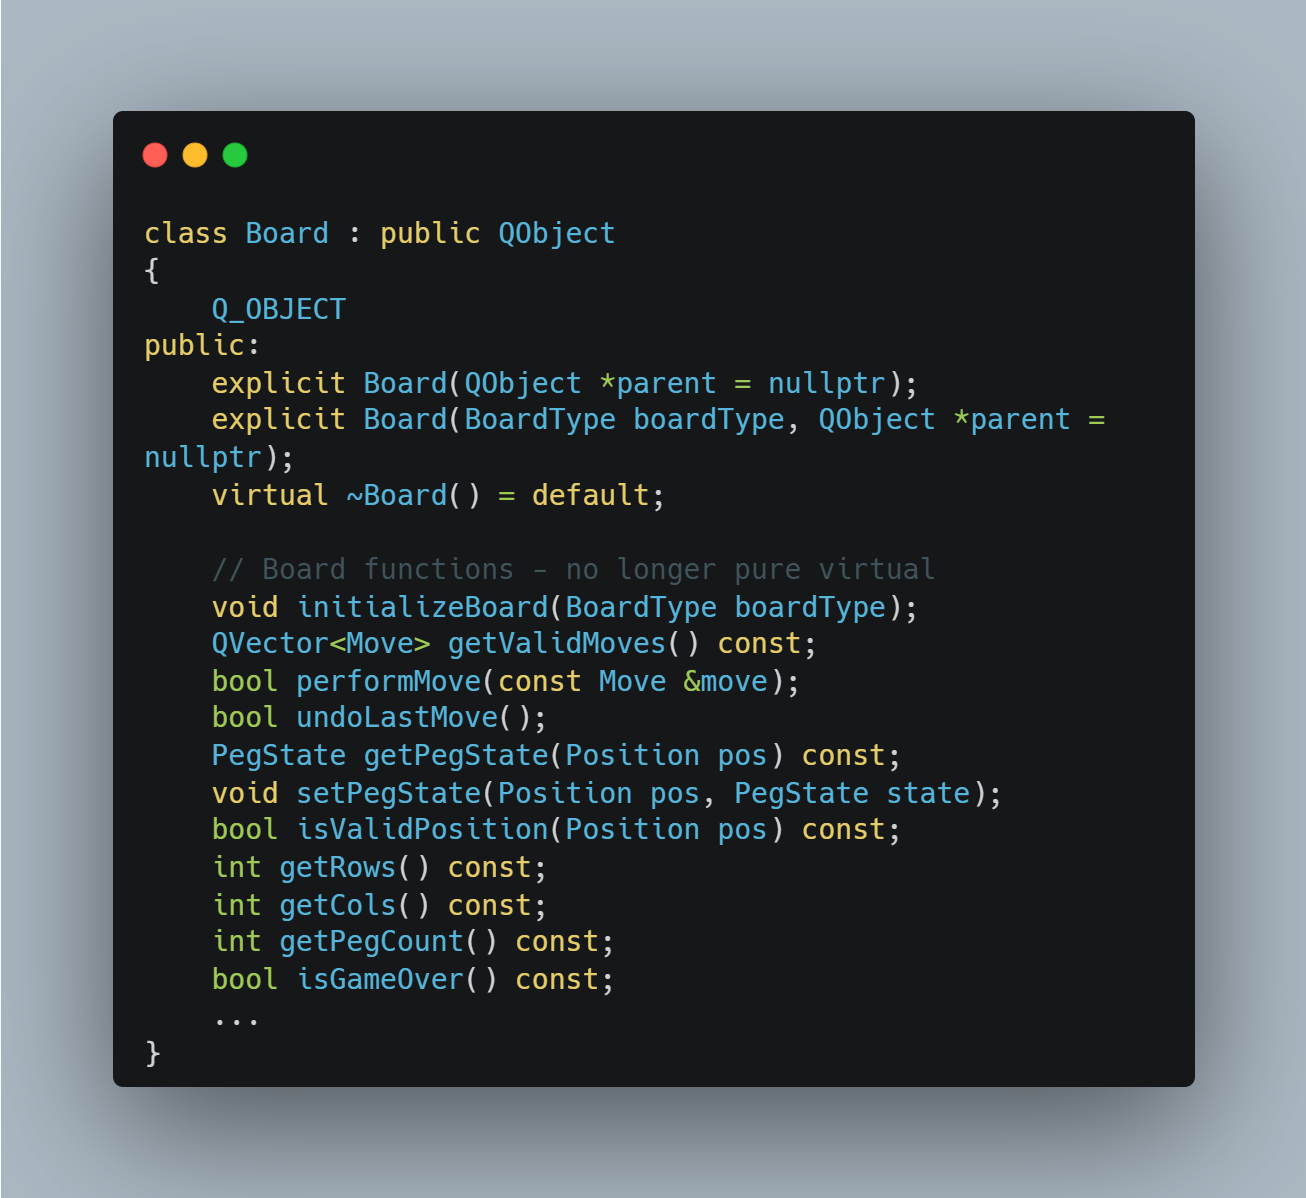 class Board : public QObject
{
    Q_OBJECT
public:
    explicit Board(QObject *parent = nullptr);
    explicit Board(BoardType boardType, QObject *parent =
nullptr);
    virtual ~Board() = default;

    // Board functions - no longer pure virtual
    void initializeBoard(BoardType boardType);
    QVector<Move> getValidMoves() const;
    bool performMove(const Move &move);
    bool undoLastMove();
    PegState getPegState(Position pos) const;
    void setPegState(Position pos, PegState state);
    bool isValidPosition(Position pos) const;
    int getRows() const;
    int getCols() const;
    int getPegCount() const;
    bool isGameOver() const;
    ...
}